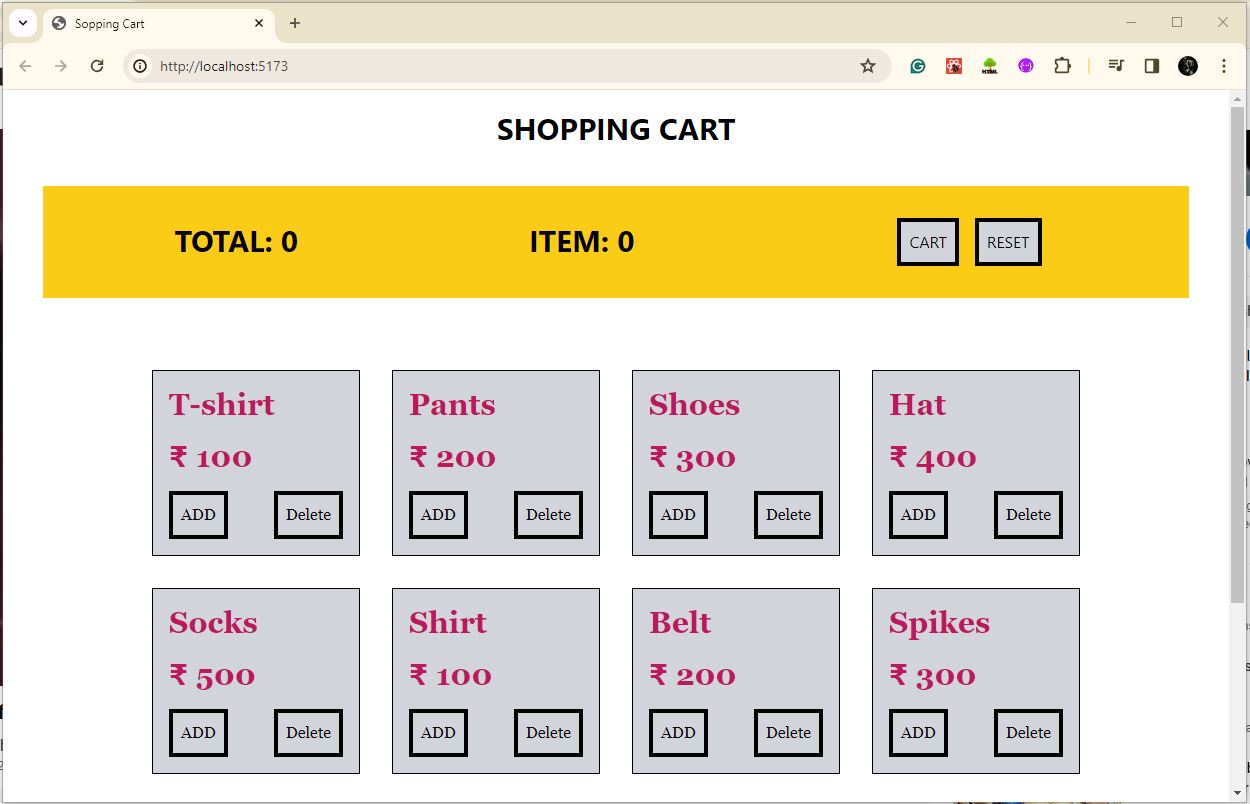 Sopping Cart
http://localhost:5173
HTML
SHOPPING CART
TOTAL: 0 ITEM: 0 CART RESET
T-shirt Pants Shoes Hat
₹ 100 ₹ 200 ₹ 300 ₹ 400
ADD Delete ADD Delete ADD Delete ADD Delete
Socks Shirt Belt Spikes
₹ 500 ₹ 100 ₹ 200 ₹ 300
ADD Delete ADD Delete ADD Delete ADD Delete